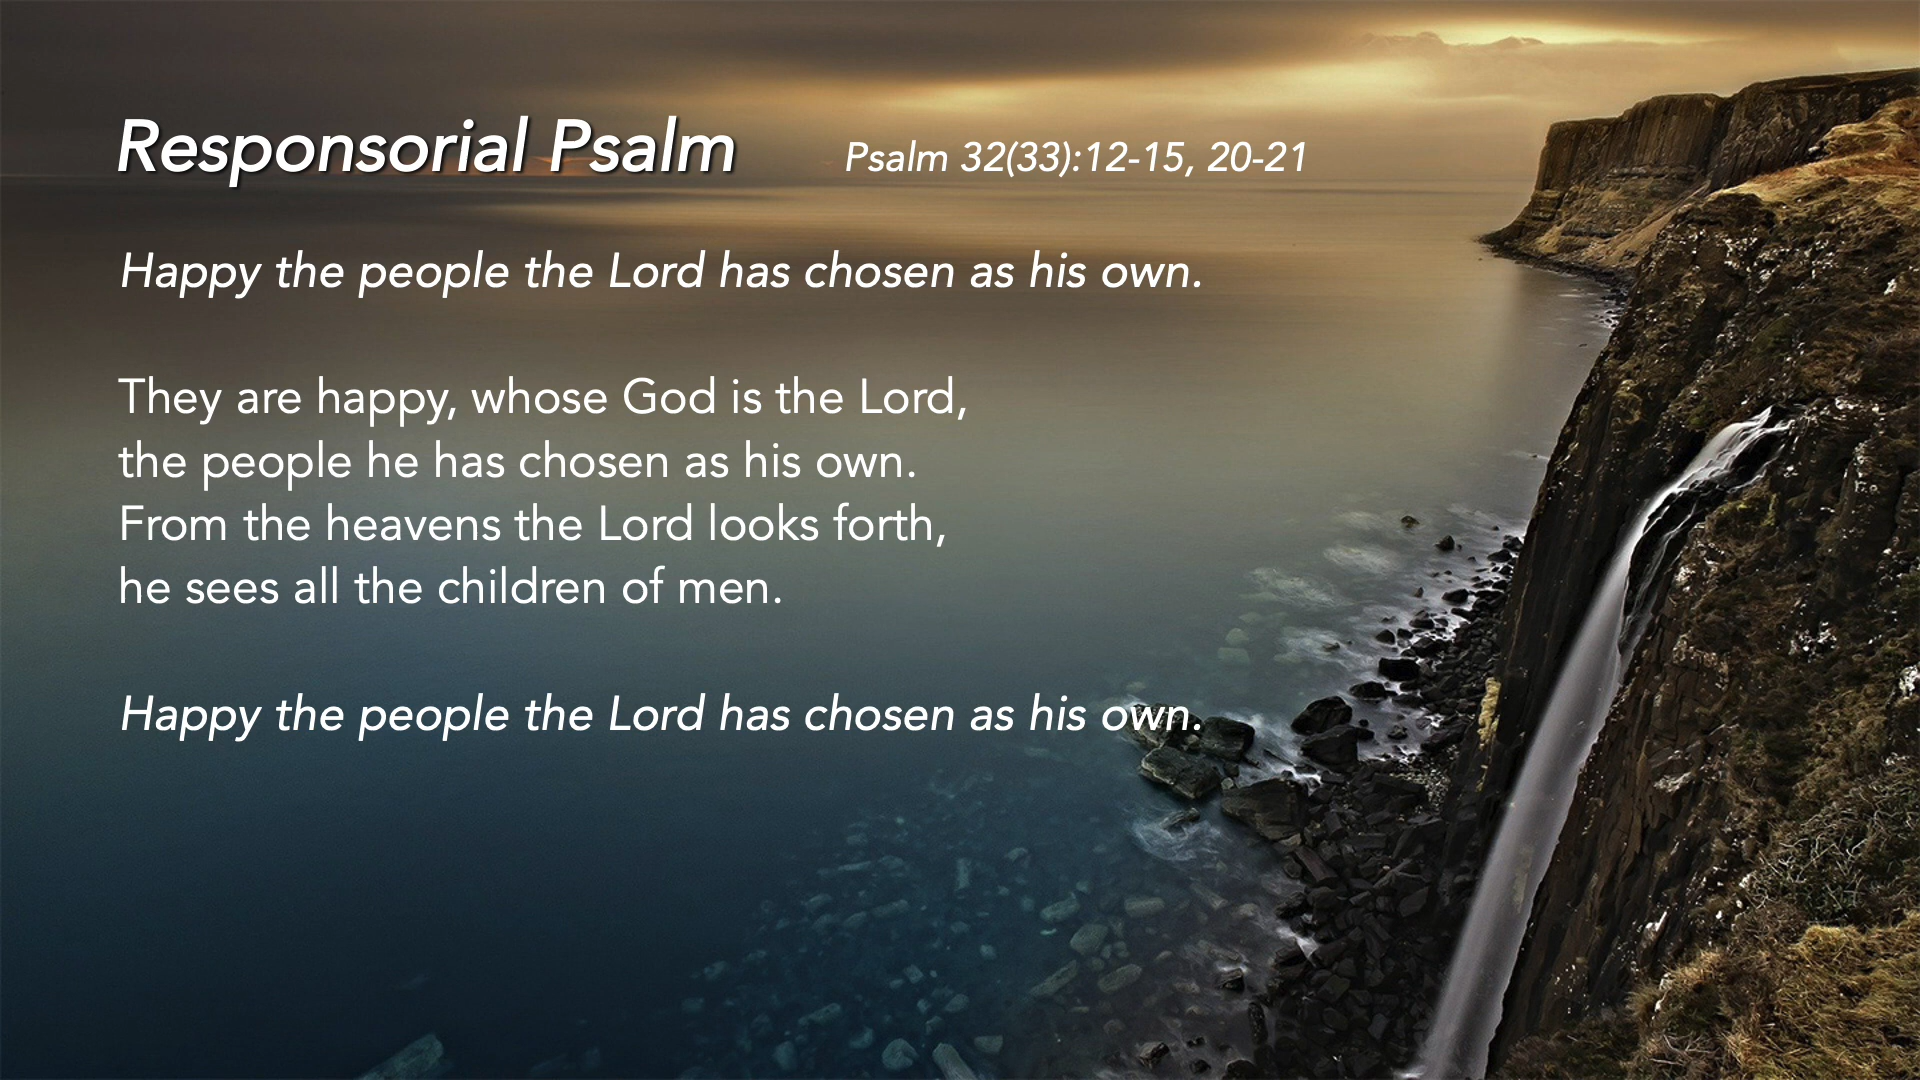 Responsorial Psalm Psalm 32(33):12-15, 20-21
Happy the people the Lord has chosen as his own.
They are happy, whose God is the Lord,
the people he has chosen as his own.
From the heavens the Lord looks forth,
he sees all the children of men.
Happy the people the Lord has chosen as his own.